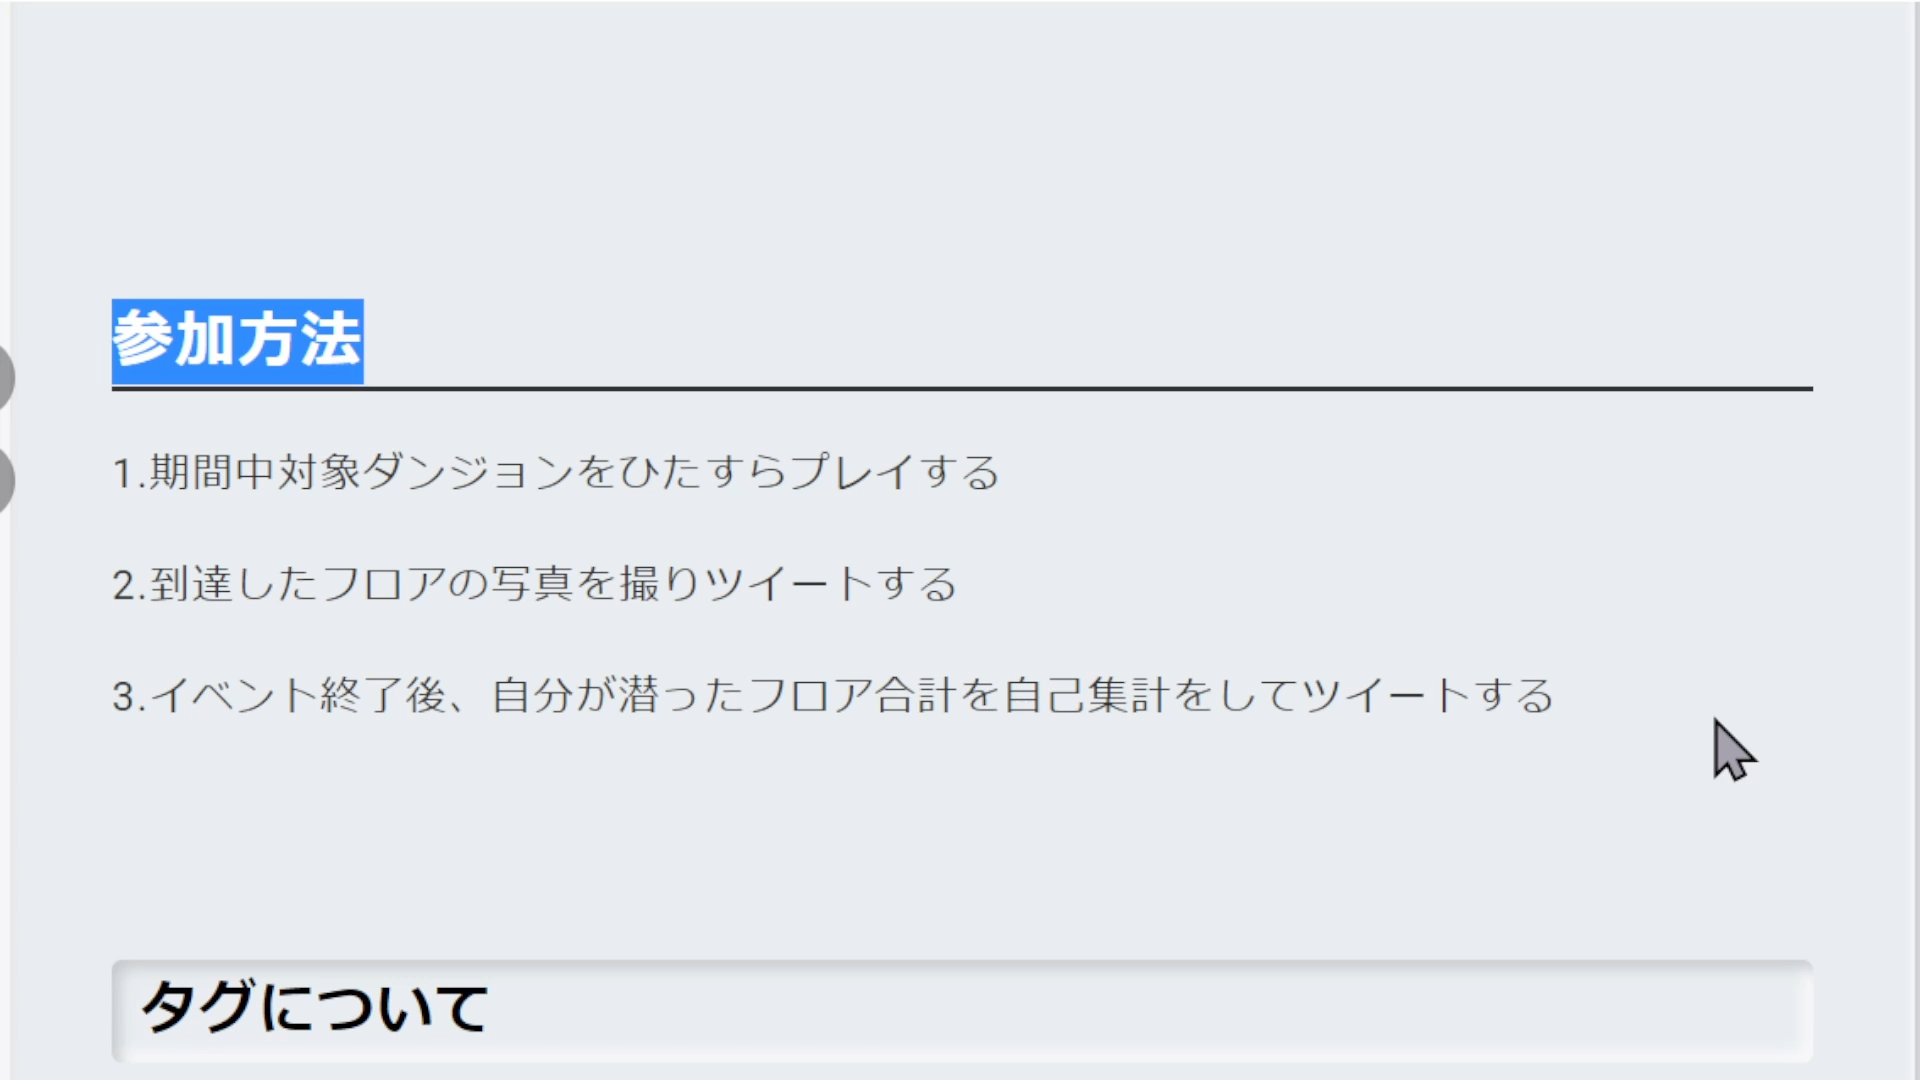 参加方法
1.期間中対象ダンジョンをひたすらプレイする
2.到達したフロアの写真を撮りツイートする
3.イベント終了後、自分が潜ったフロア合計を自己集計をしてツイートする
タグについて